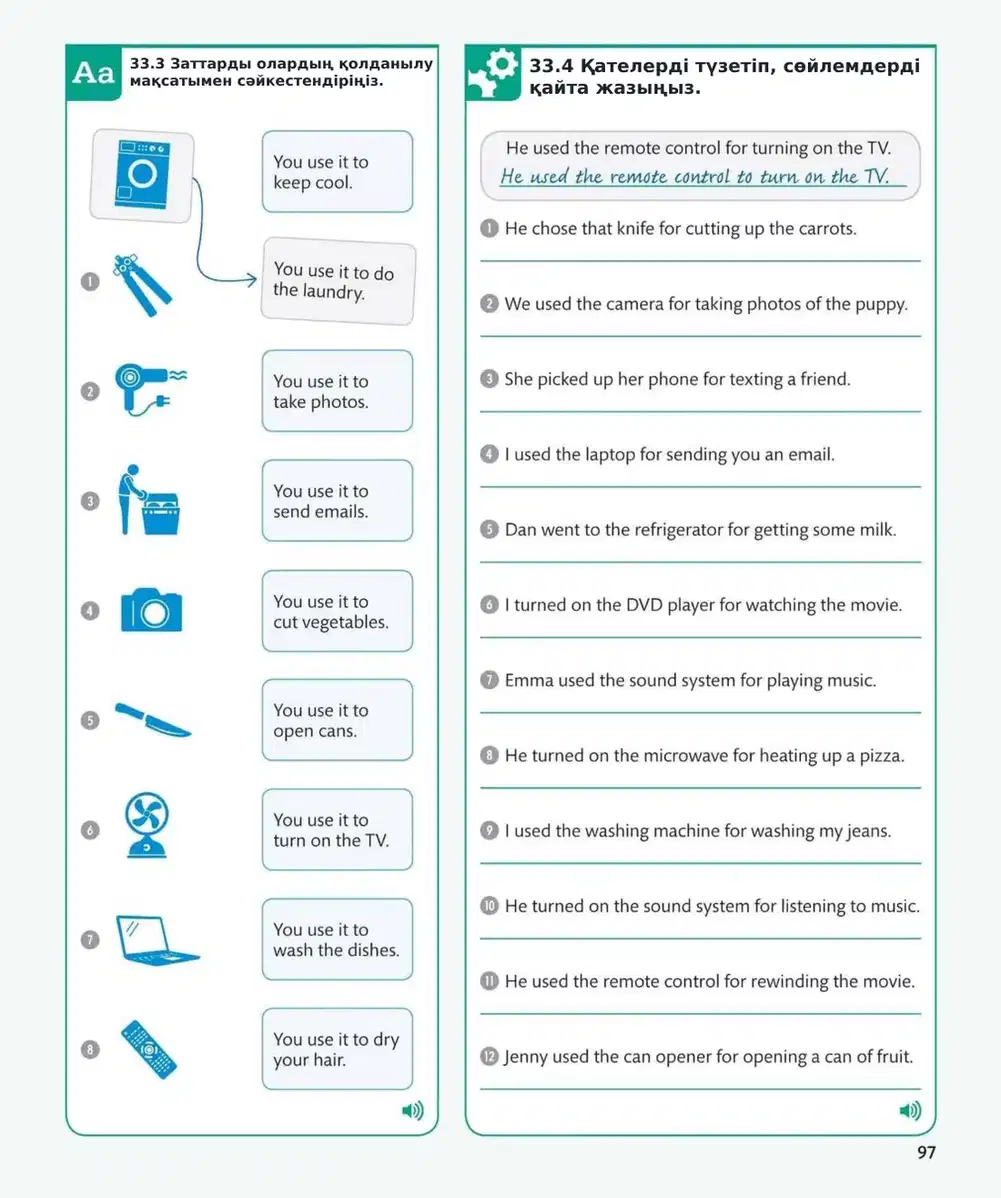 Aa
33.3 Заттарды олардың қолданылу
мақсатымен сәйкестендіріңіз.
You use it to
keep cool.
1
You use it to do
the laundry.
2
You use it to
take photos.
3
You use it to
send emails.
4
You use it to
cut vegetables.
5
You use it to
open cans.
6
You use it to
turn on the TV.
7
You use it to
wash the dishes.
8
You use it to dry
your hair.
33.4 Қателерді түзетіп, сөйлемдерді
қайта жазыңыз.
He used the remote control for turning on the TV.
He used the remote control to turn on the TV.
1 He chose that knife for cutting up the carrots.
2 We used the camera for taking photos of the puppy.
3 She picked up her phone for texting a friend.
4 I used the laptop for sending you an email.
5 Dan went to the refrigerator for getting some milk.
6 I turned on the DVD player for watching the movie.
7 Emma used the sound system for playing music.
8 He turned on the microwave for heating up a pizza.
9 I used the washing machine for washing my jeans.
10 He turned on the sound system for listening to music.
11 He used the remote control for rewinding the movie.
12 Jenny used the can opener for opening a can of fruit.
97